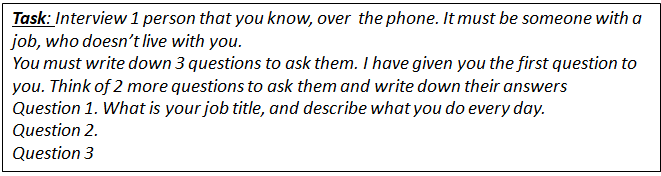 Task: Interview 1 person that you know, over the phone. It must be someone with a
job, who doesn't live with you.
You must write down 3 questions to ask them. I have given you the first question to
you. Think of 2 more questions to ask them and write down their answers
Question 1. What is your job title, and describe what you do every day.
Question 2.
Question 3